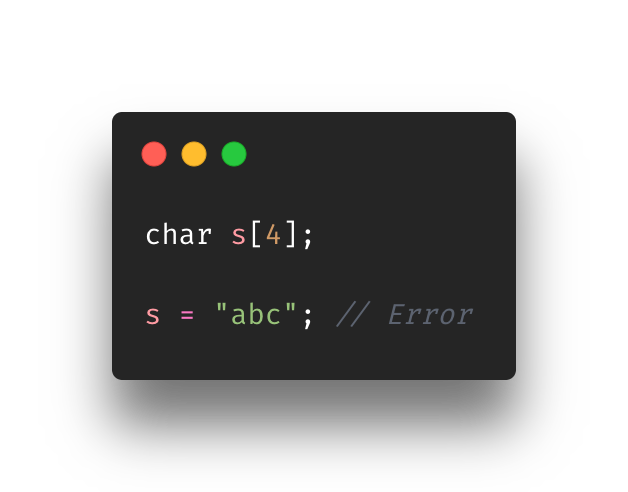 char s[4];
s = "abc"; // Error